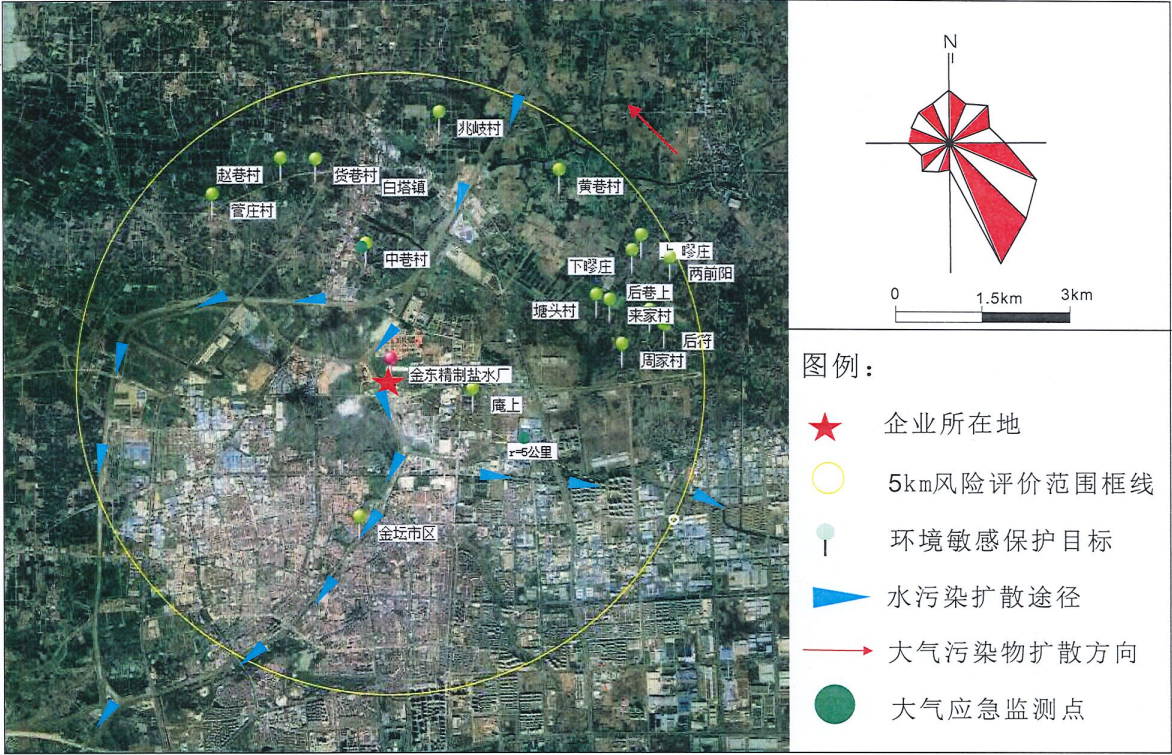 兆岐村
赵巷村
货巷村
白塔镇
黄巷村
管庄村
中巷村
上 嘐庄
下嘐庄
两前阳
后巷上
塘头村
来家村
后符
周家村
金东精制盐水厂
庵上
r=5公里
金坛市区
N
0
1.5km
3km
图例：
企业所在地
5km风险评价范围框线
环境敏感保护目标
水污染扩散途径
大气污染物扩散方向
大气应急监测点